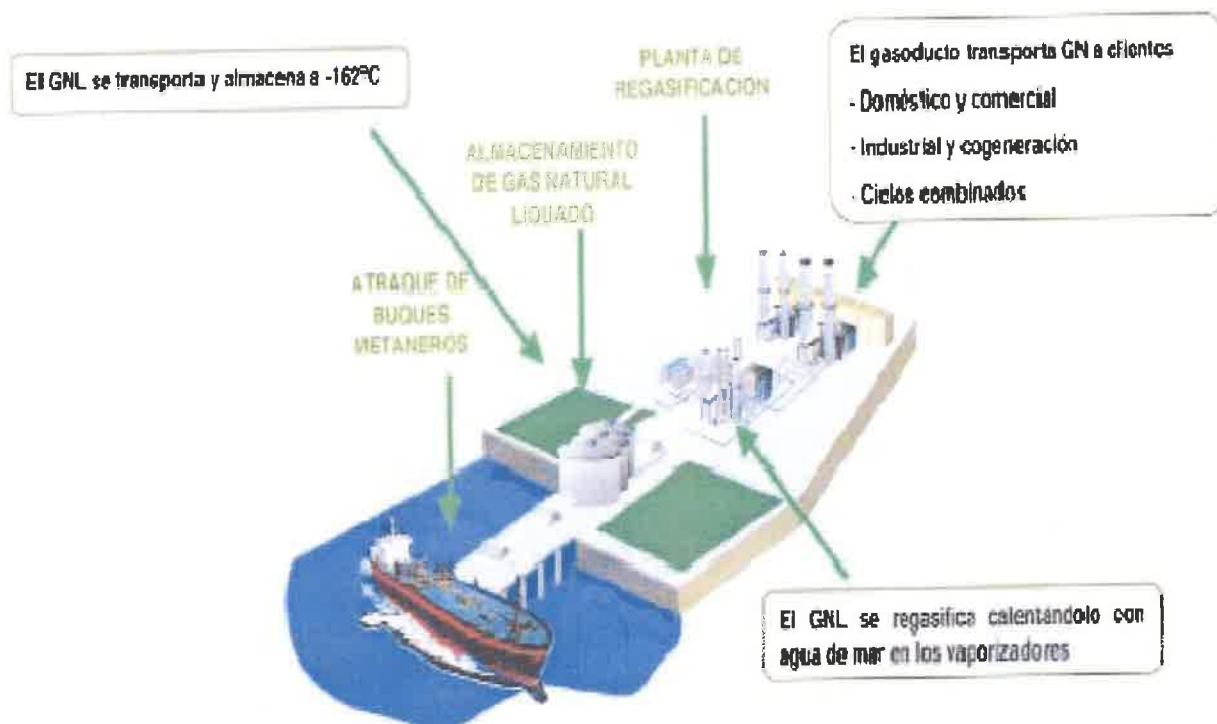 El GNL se transporta y almacena a -162ºC
PLANTA DE
REGASIFICACION
El gasoducto transporta GN a clientes
- Doméstico y comercial
- Industrial y cogeneración
- Ciclos combinados
ALMACENAMIENTO
DE GAS NATURAL
LIQUADO
ATRAQUE DE
BUQUES
METANEROS
El GNL se regasifica calentándolo con
agua de mar en los vaporizadores